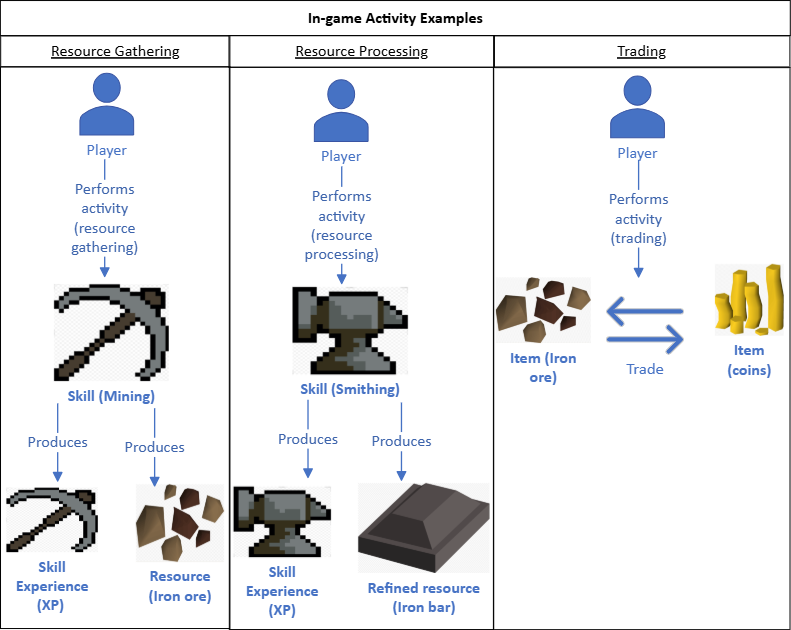 In-game Activity Examples
Resource Gathering
Resource Processing
Trading
Player
Performs
activity
(resource
gathering)
Skill (Mining)
Produces
Produces
Skill
Experience
(XP)
Resource
(Iron ore)
Player
Performs
activity
(resource
processing)
Skill (Smithing)
Produces
Produces
Skill
Experience
(XP)
Refined resource
(Iron bar)
Player
Performs
activity
(trading)
Item (Iron
ore)
Trade
Item
(coins)